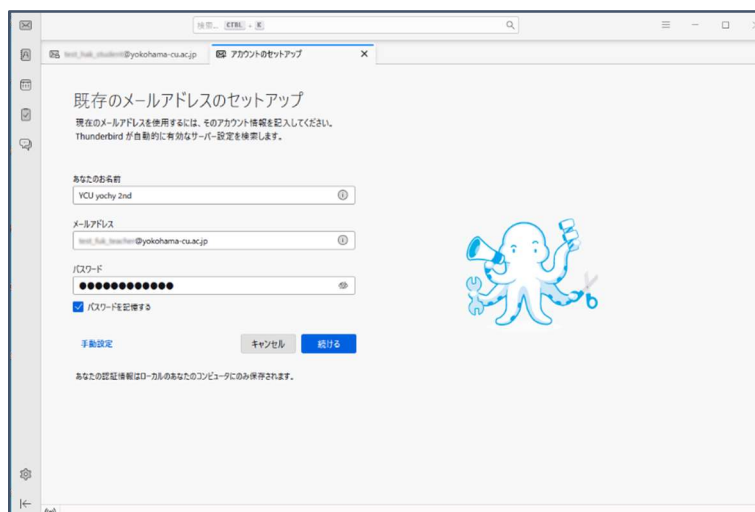 検索... CTRL + K
@yokohama-cu.ac.jp アカウントのセットアップ
既存のメールアドレスのセットアップ
現在のメールアドレスを使用するには、そのアカウント情報を記入してください。
Thunderbird が自動的に有効なサーバー設定を検索します。
あなたのお名前
YCU yochy 2nd
メールアドレス
@yokohama-cu.ac.jp
パスワード
●●●●●●●●●●●●
パスワードを記憶する
手動設定 キャンセル 続ける
あなたの認証情報はローカルのあなたのコンピュータにのみ保存されます。